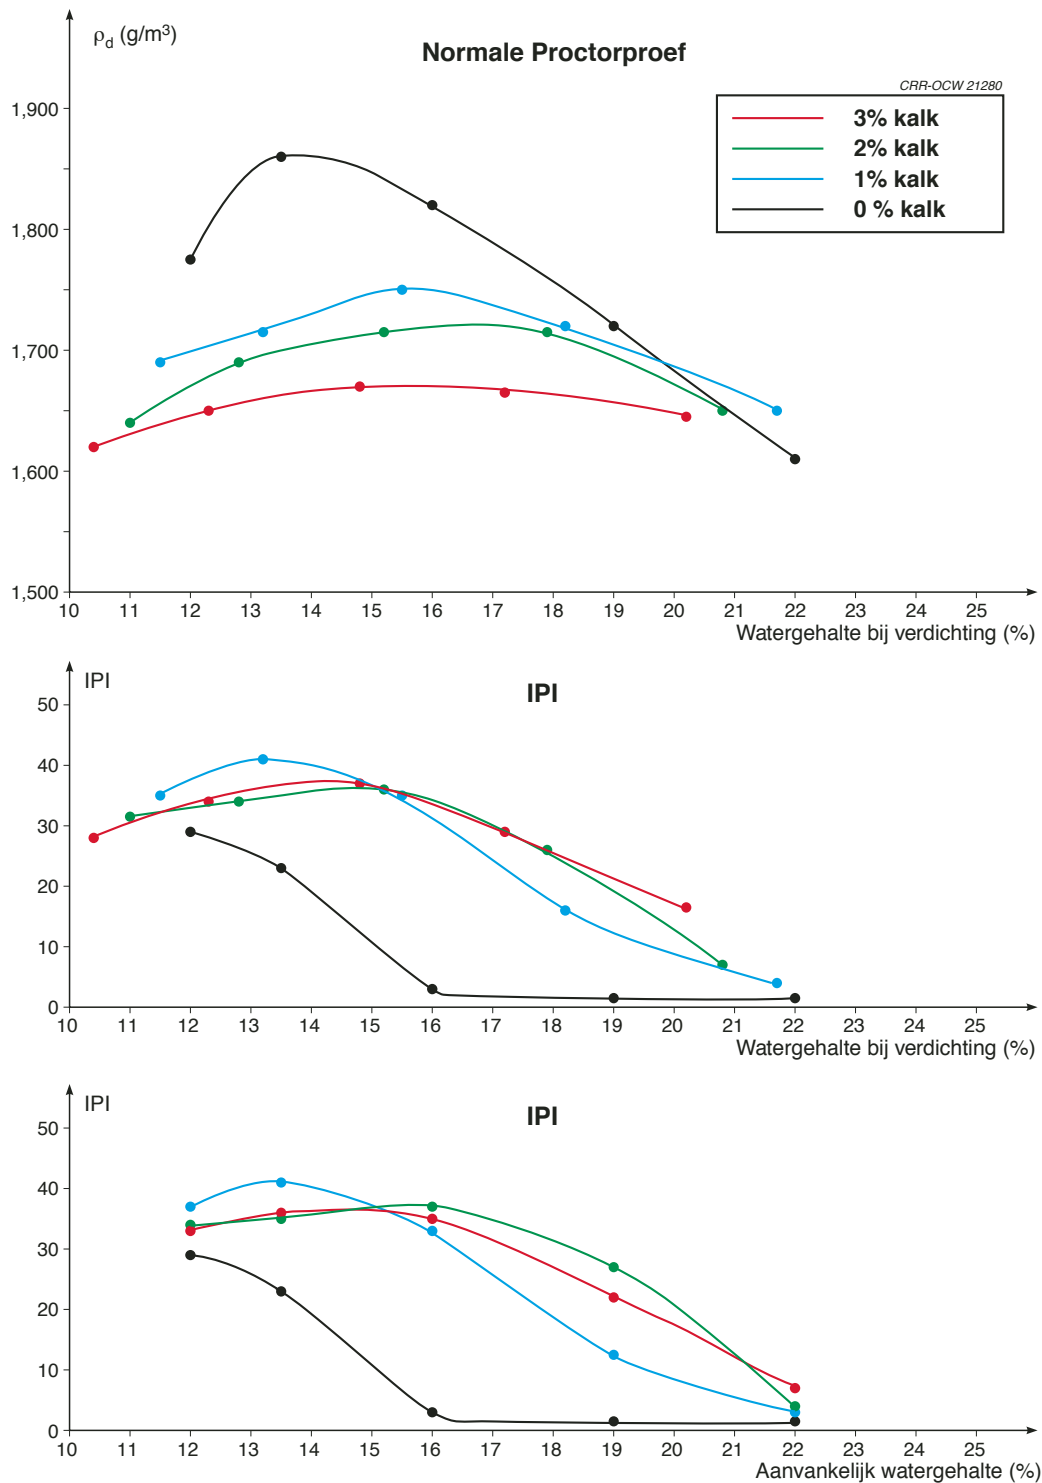 ρd (g/m³)
Normale Proctorproef
CRR-OCW 21280
3% kalk
2% kalk
1% kalk
0 % kalk
1,900
1,800
1,700
1,600
1,500
10 11 12 13 14 15 16 17 18 19 20 21 22 23 24 25
Watergehalte bij verdichting (%)
IPI
IPI
50
40
30
20
10
0
10 11 12 13 14 15 16 17 18 19 20 21 22 23 24 25
Watergehalte bij verdichting (%)
IPI
IPI
50
40
30
20
10
0
10 11 12 13 14 15 16 17 18 19 20 21 22 23 24 25
Aanvankelijk watergehalte (%)